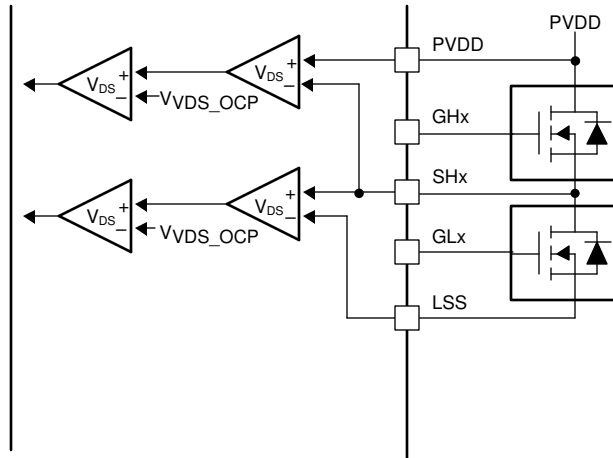 PVDD
PVDD
V_DS + −
V_VDS_OCP
V_DS + −
GHx
SHx
V_DS + −
V_VDS_OCP
V_DS + −
GLx
LSS